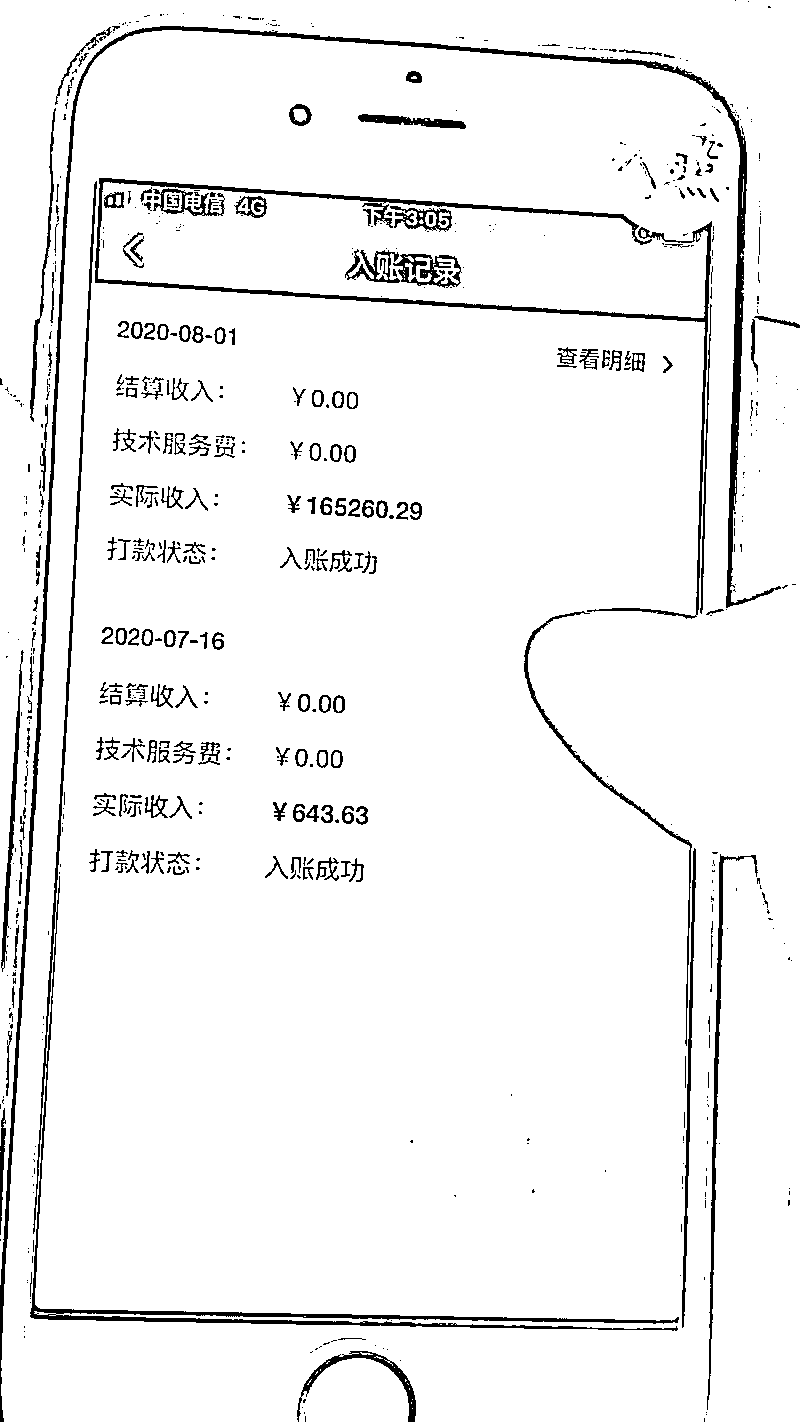 中国电信 4G 下午3:05
入账记录
2020-08-01 查看明细
结算收入: ¥0.00
技术服务费: ¥0.00
实际收入: ¥165260.29
打款状态: 入账成功
2020-07-16
结算收入: ¥0.00
技术服务费: ¥0.00
实际收入: ¥643.63
打款状态: 入账成功